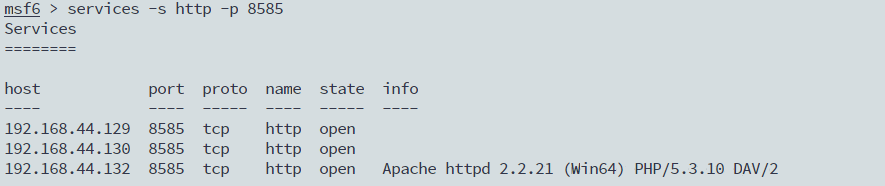 msf6 > services -s http -p 8585
Services
========
host             port  proto  name  state  info
----             ----  -----  ----  -----  ----
192.168.44.129   8585  tcp    http  open
192.168.44.130   8585  tcp    http  open
192.168.44.132   8585  tcp    http  open   Apache httpd 2.2.21 (Win64) PHP/5.3.10 DAV/2